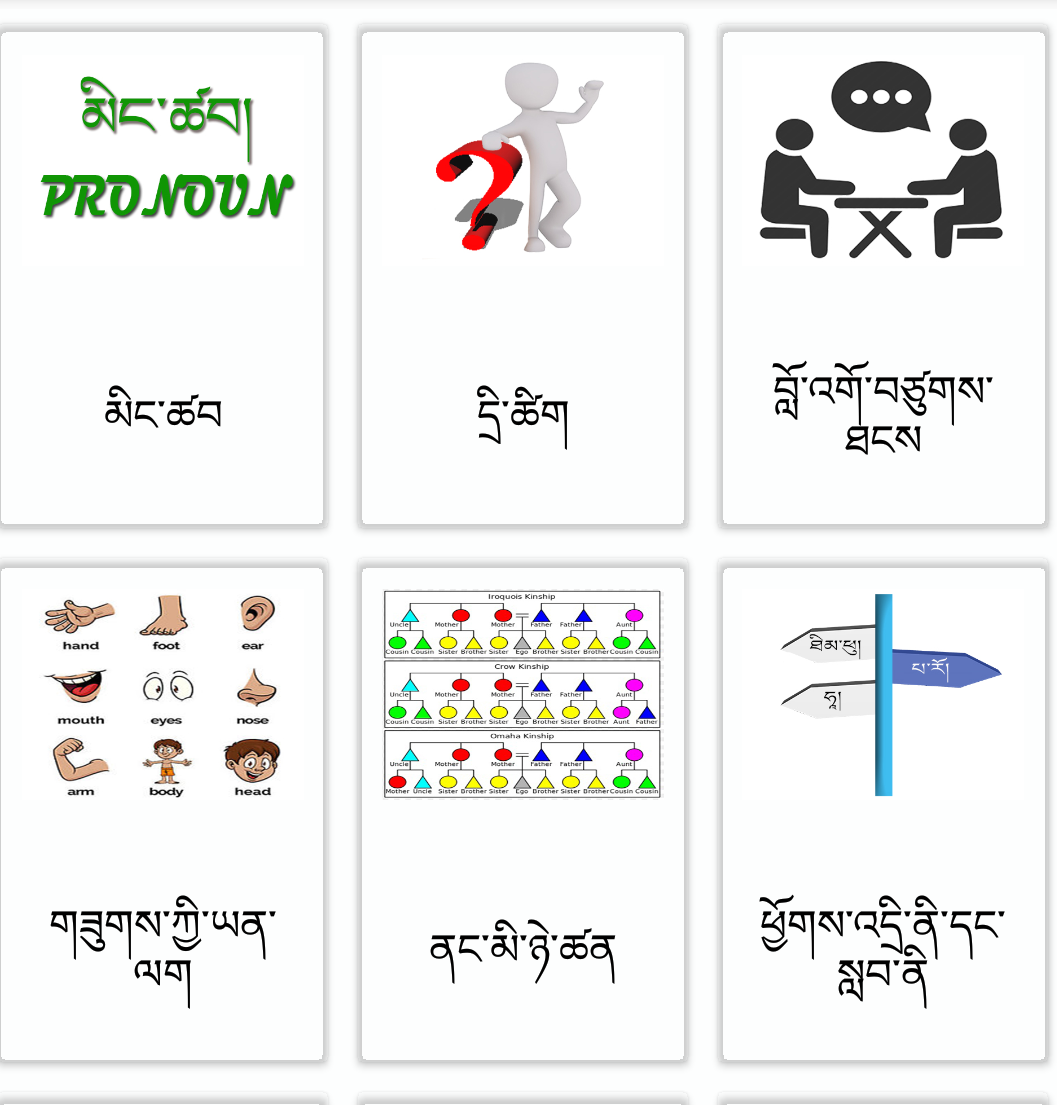 མིང་ཚབ།
PRONOUN
མིང་ཚབ
དྲི་ཚིག
བློ་འགོ་བཙུགས་
ཐངས
hand foot ear
mouth eyes nose
arm body head
གཟུགས་ཀྱི་ཡན་
ལག
Iroquois Kinship
Uncle Mother Mother Father Father Aunt
Cousin Cousin Sister Brother Sister Ego Brother Sister Brother Cousin Cousin
Crow Kinship
Uncle Mother Mother Father Father Aunt
Cousin Cousin Sister Brother Sister Ego Brother Sister Brother Aunt Father
Omaha Kinship
Uncle Mother Mother Father Father Aunt
Mother Uncle Sister Brother Sister Ego Brother Sister Brother Cousin Cousin
ནང་མི་ཉེ་ཚན
ཐིམ་ཕུ།
པ་རོ།
ཧཱ།
ཕྱོགས་འདྲི་ནི་དང་
སླབ་ནི